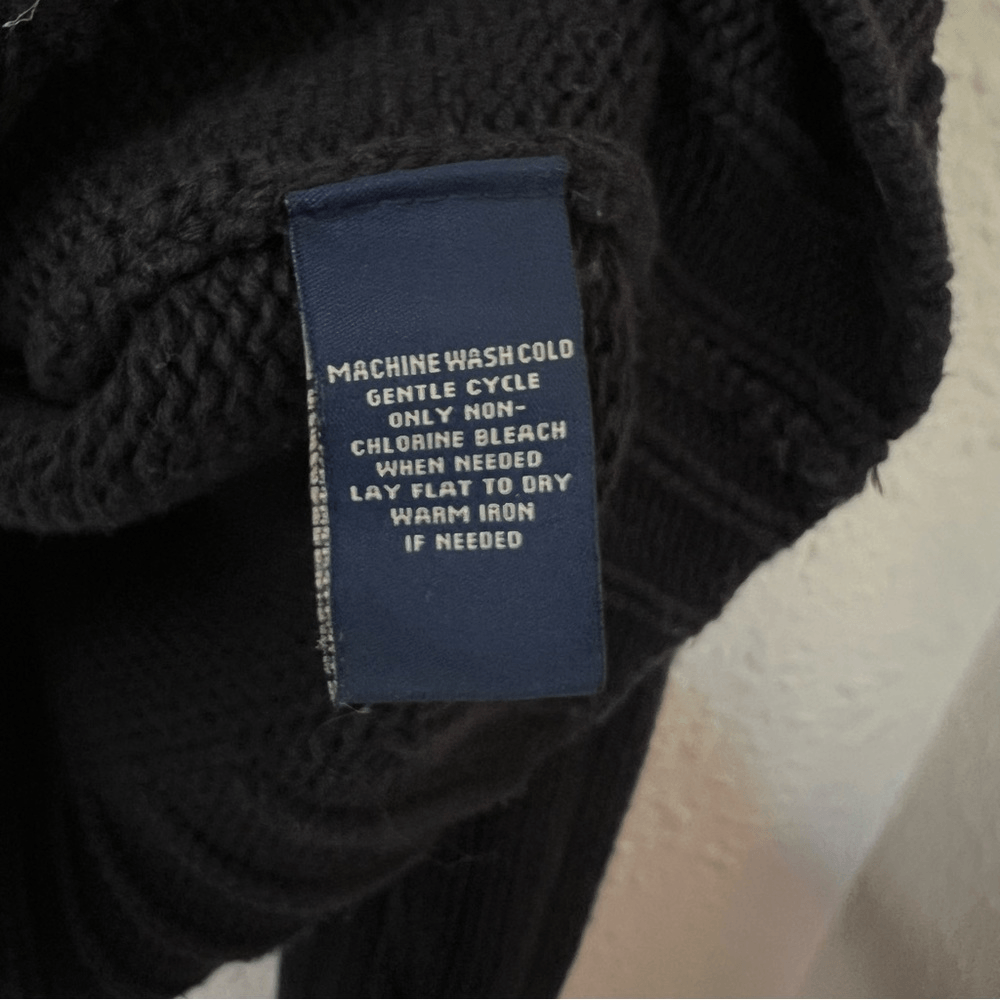 MACHINE WASH COLD
GENTLE CYCLE
ONLY NON-
CHLORINE BLEACH
WHEN NEEDED
LAY FLAT TO DRY
WARM IRON
IF NEEDED